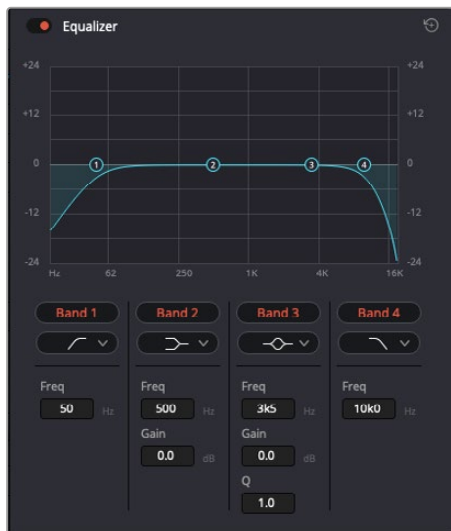 Equalizer
+24 +24
+12 +12
0 1 2 3 4 0
-12 -12
-24 -24
Hz 62 250 1K 4K 16K
Band 1 Band 2 Band 3 Band 4
Freq Freq Freq Freq
50 Hz 500 Hz 3k5 Hz 10k0 Hz
Gain Gain
0.0 dB 0.0 dB
Q
1.0